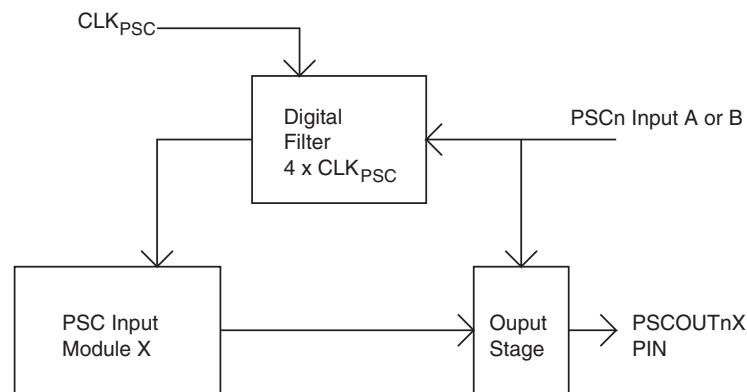 CLKPSC
Digital
Filter
4 x CLKPSC
PSCn Input A or B
PSC Input
Module X
Ouput
Stage
PSCOUTnX
PIN